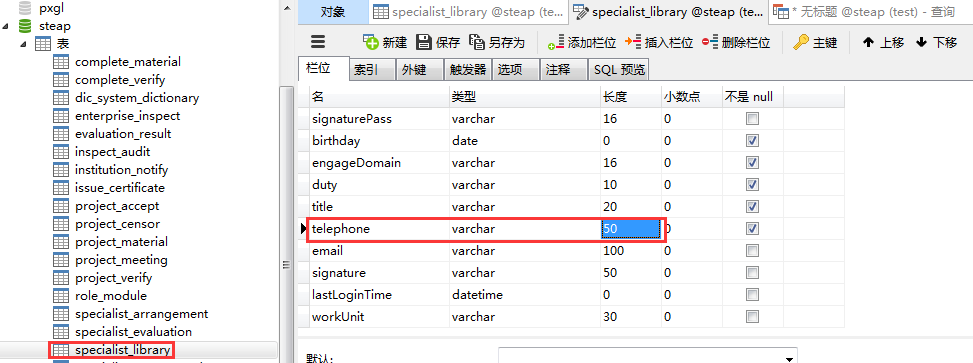 pxgl
steap
表
complete_material
complete_verify
dic_system_dictionary
enterprise_inspect
evaluation_result
inspect_audit
institution_notify
issue_certificate
project_accept
project_censor
project_material
project_meeting
project_verify
role_module
specialist_arrangement
specialist_evaluation
specialist_library
对象 specialist_library @steap (te... specialist_library @steap (te... * 无标题 @steap (test) - 查询
新建 保存 另存为 添加栏位 插入栏位 删除栏位 主键 上移 下移
栏位 索引 外键 触发器 选项 注释 SQL 预览
名 类型 长度 小数点 不是 null
signaturePass varchar 16 0
birthday date 0 0
engageDomain varchar 16 0
duty varchar 10 0
title varchar 20 0
telephone varchar 50 0
email varchar 100 0
signature varchar 50 0
lastLoginTime datetime 0 0
workUnit varchar 30 0
默认: